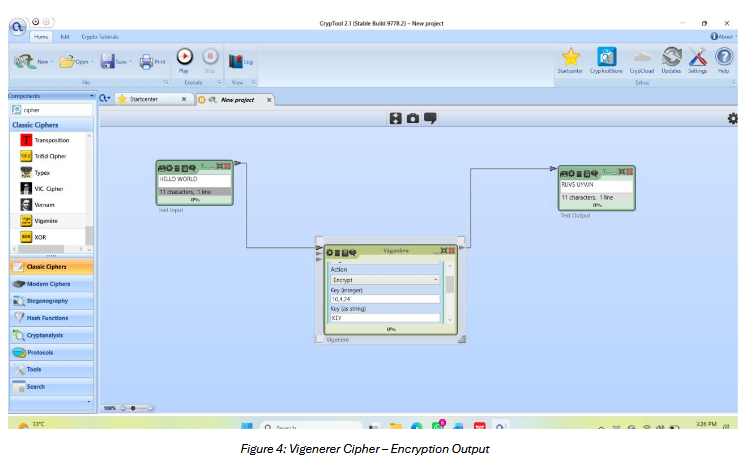 CrypTool 2.1 (Stable Build 9778.2) – New project
Home Edit Crypto Tutorials
About
New Open Save Print Play Stop Log
Startcenter CrypToolStore CrypCloud Updates Settings Help
File Execute View Extras
Components
Startcenter x New project x
cipher
Classic Ciphers
Transposition
Trifid Cipher
Typex
VIC Cipher
Vernam
Vigenère
XOR
Classic Ciphers
Modern Ciphers
Steganography
Hash Functions
Cryptanalysis
Protocols
Tools
Search
HELLO WORLD
11 characters, 1 line
0%
Text Input
Vigenère
Action
Encrypt
Key (integer)
10,4,24
Key (as string)
KEY
0%
Vigenère
RIJVS UYVJN
11 characters, 1 line
0%
Text Output
100%
33°C
Search
3:26 PM
Figure 4: Vigenerer Cipher – Encryption Output